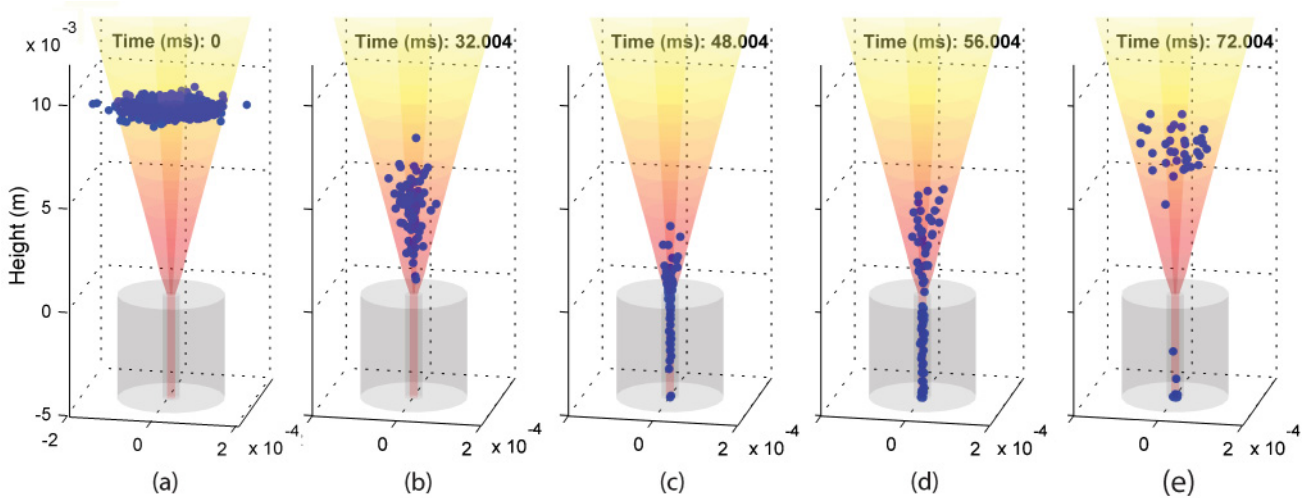 x 10⁻³
Time (ms): 0
Time (ms): 32.004
Time (ms): 48.004
Time (ms): 56.004
Time (ms): 72.004
10
5
0
-5
Height (m)
-2
0
2
x 10⁻⁴
0
2
x 10⁻⁴
0
2
x 10⁻⁴
0
2
x 10⁻⁴
0
2
x 10⁻⁴
(a)
(b)
(c)
(d)
(e)